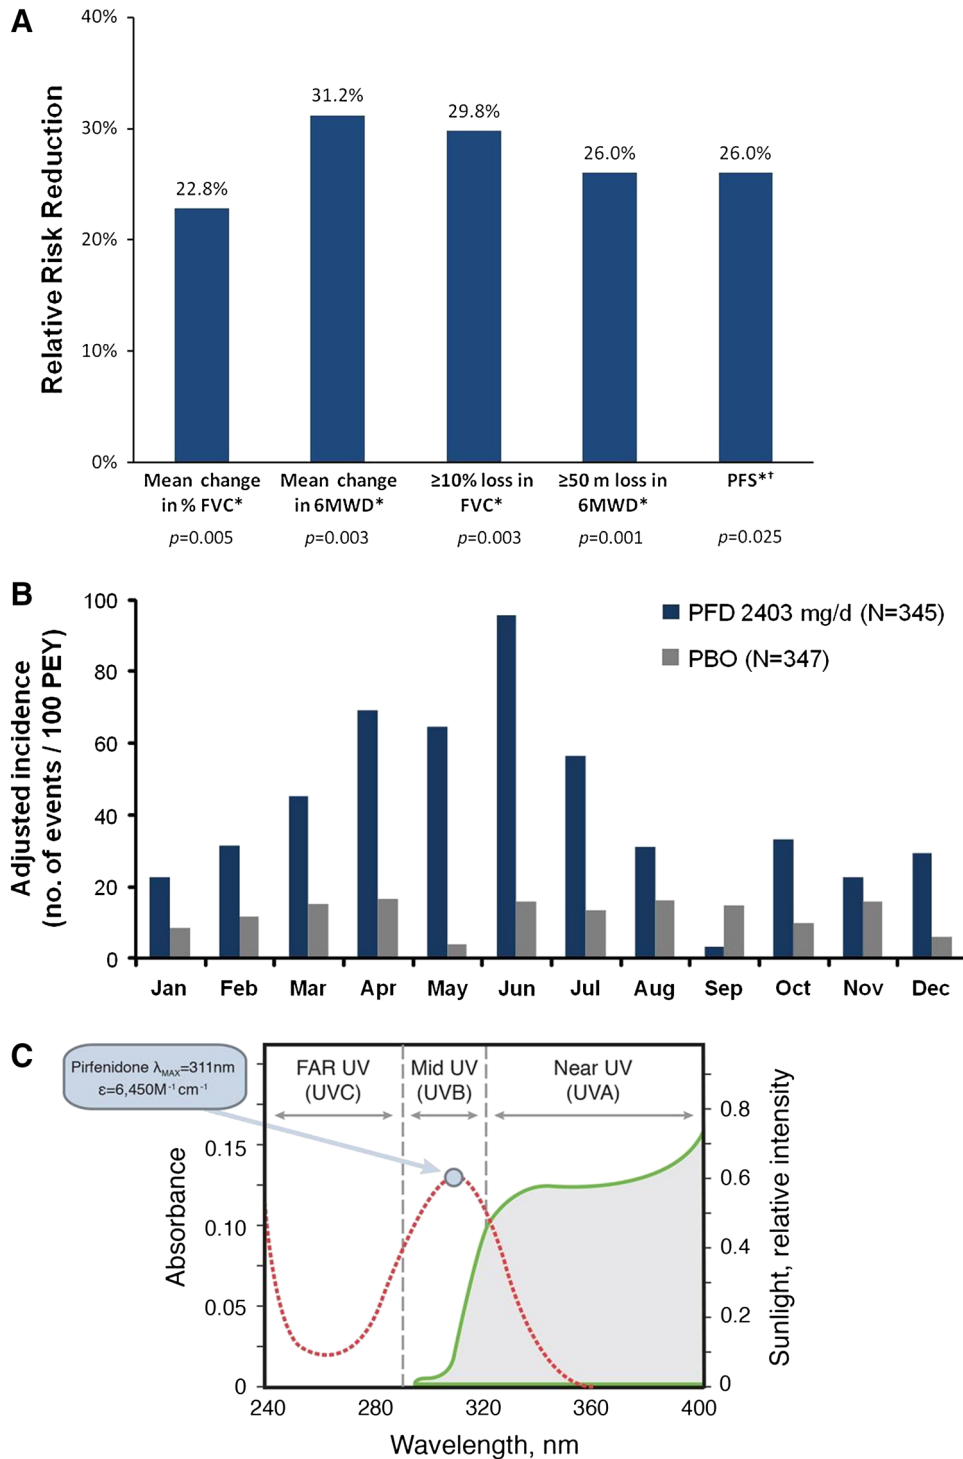 A
40%
30%
20%
10%
0%
Relative Risk Reduction
22.8%
31.2%
29.8%
26.0%
26.0%
Mean change
in % FVC*
p=0.005
Mean change
in 6MWD*
p=0.003
≥10% loss in
FVC*
p=0.003
≥50 m loss in
6MWD*
p=0.001
PFS*†
p=0.025
B
100
80
60
40
20
0
Adjusted incidence
(no. of events / 100 PEY)
PFD 2403 mg/d (N=345)
PBO (N=347)
Jan Feb Mar Apr May Jun Jul Aug Sep Oct Nov Dec
C
Pirfenidone λMAX=311nm
ε=6,450M⁻¹ cm⁻¹
FAR UV
(UVC)
Mid UV
(UVB)
Near UV
(UVA)
Absorbance
0.15
0.10
0.05
0
Sunlight, relative intensity
0.8
0.6
0.4
0.2
0
240 280 320 360 400
Wavelength, nm